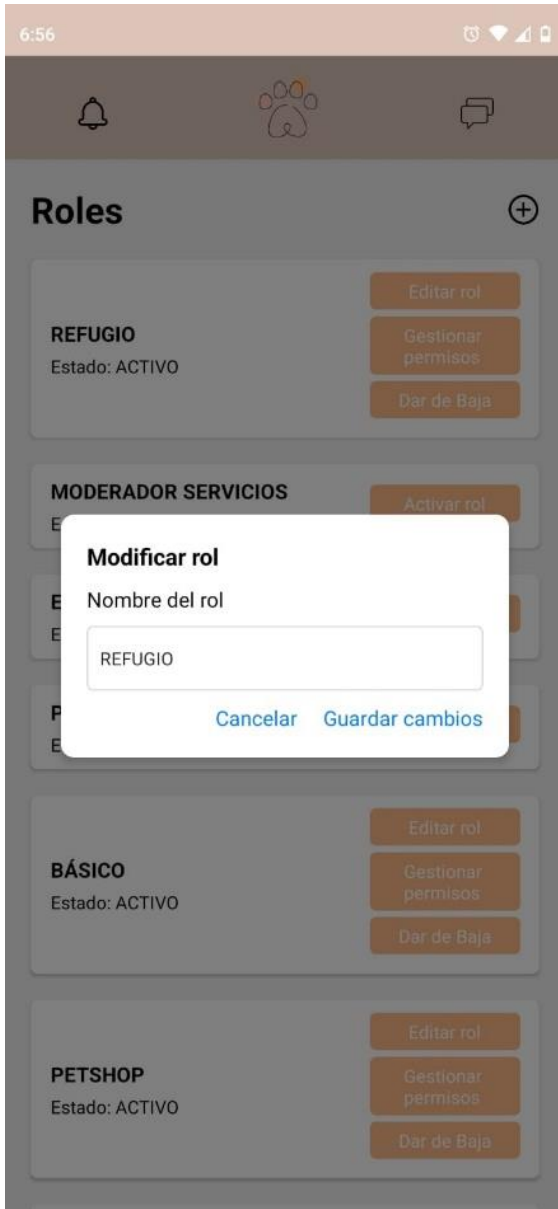 6:56
Roles
REFUGIO
Estado: ACTIVO
Editar rol
Gestionar
permisos
Dar de Baja
MODERADOR SERVICIOS
E
Activar rol
Modificar rol
Nombre del rol
REFUGIO
Cancelar
Guardar cambios
E
E
P
E
BÁSICO
Estado: ACTIVO
Editar rol
Gestionar
permisos
Dar de Baja
PETSHOP
Estado: ACTIVO
Editar rol
Gestionar
permisos
Dar de Baja